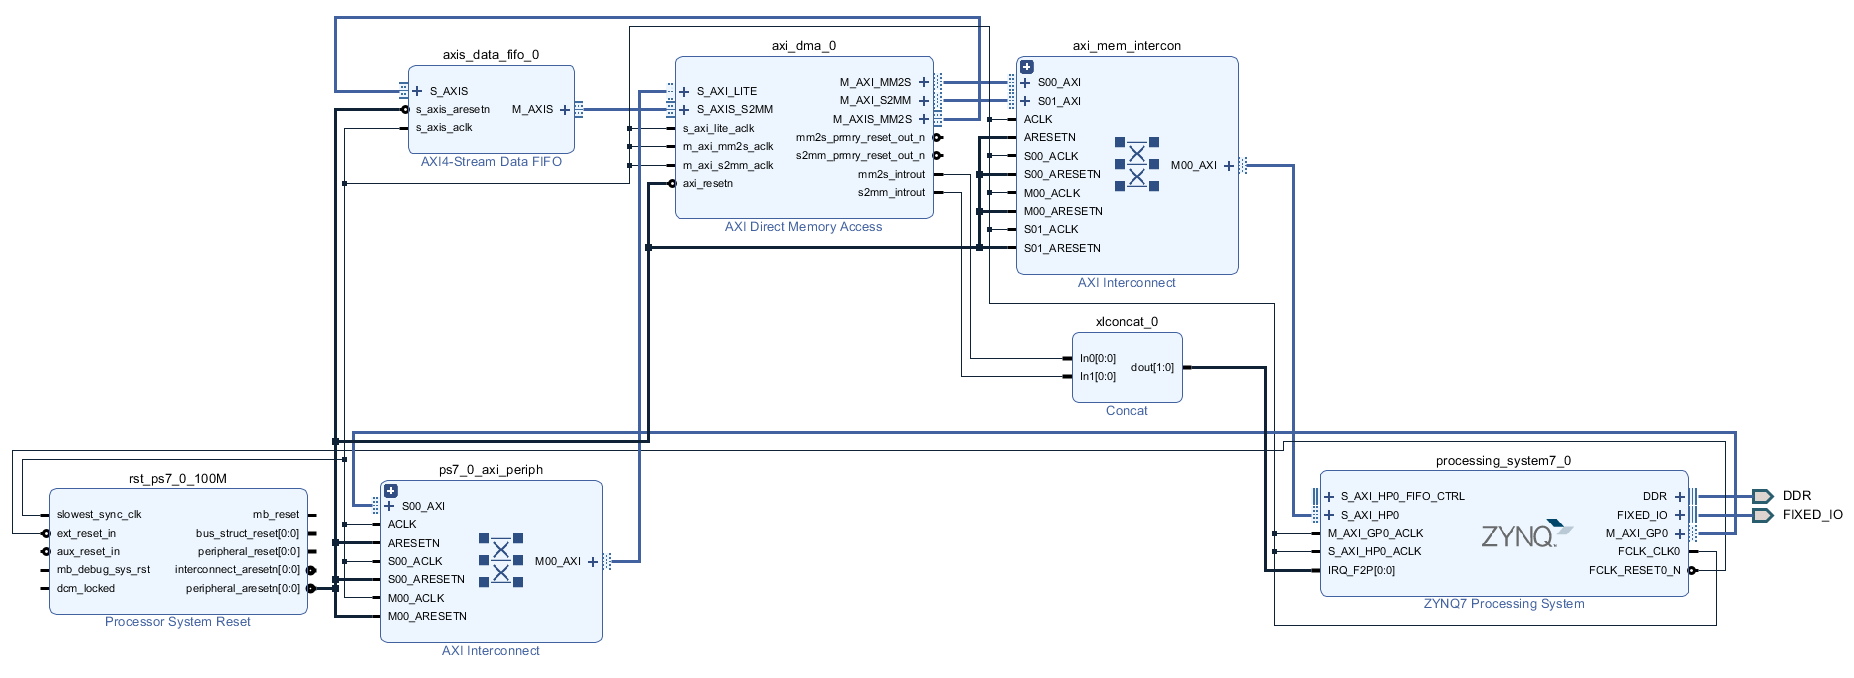 axis_data_fifo_0
S_AXIS
s_axis_aresetn
s_axis_aclk
M_AXIS
AXI4-Stream Data FIFO
axi_dma_0
S_AXI_LITE
S_AXIS_S2MM
s_axi_lite_aclk
m_axi_mm2s_aclk
m_axi_s2mm_aclk
axi_resetn
M_AXI_MM2S
M_AXI_S2MM
M_AXIS_MM2S
mm2s_prmry_reset_out_n
s2mm_prmry_reset_out_n
mm2s_introut
s2mm_introut
AXI Direct Memory Access
axi_mem_intercon
S00_AXI
S01_AXI
ACLK
ARESETN
S00_ACLK
S00_ARESETN
M00_ACLK
M00_ARESETN
S01_ACLK
S01_ARESETN
M00_AXI
AXI Interconnect
xlconcat_0
In0[0:0]
In1[0:0]
dout[1:0]
Concat
rst_ps7_0_100M
slowest_sync_clk
ext_reset_in
aux_reset_in
mb_debug_sys_rst
dcm_locked
mb_reset
bus_struct_reset[0:0]
peripheral_reset[0:0]
interconnect_aresetn[0:0]
peripheral_aresetn[0:0]
Processor System Reset
ps7_0_axi_periph
S00_AXI
ACLK
ARESETN
S00_ACLK
S00_ARESETN
M00_ACLK
M00_ARESETN
M00_AXI
AXI Interconnect
processing_system7_0
S_AXI_HP0_FIFO_CTRL
S_AXI_HP0
M_AXI_GP0_ACLK
S_AXI_HP0_ACLK
IRQ_F2P[0:0]
ZYNQ
DDR
FIXED_IO
M_AXI_GP0
FCLK_CLK0
FCLK_RESET0_N
ZYNQ7 Processing System
DDR
FIXED_IO